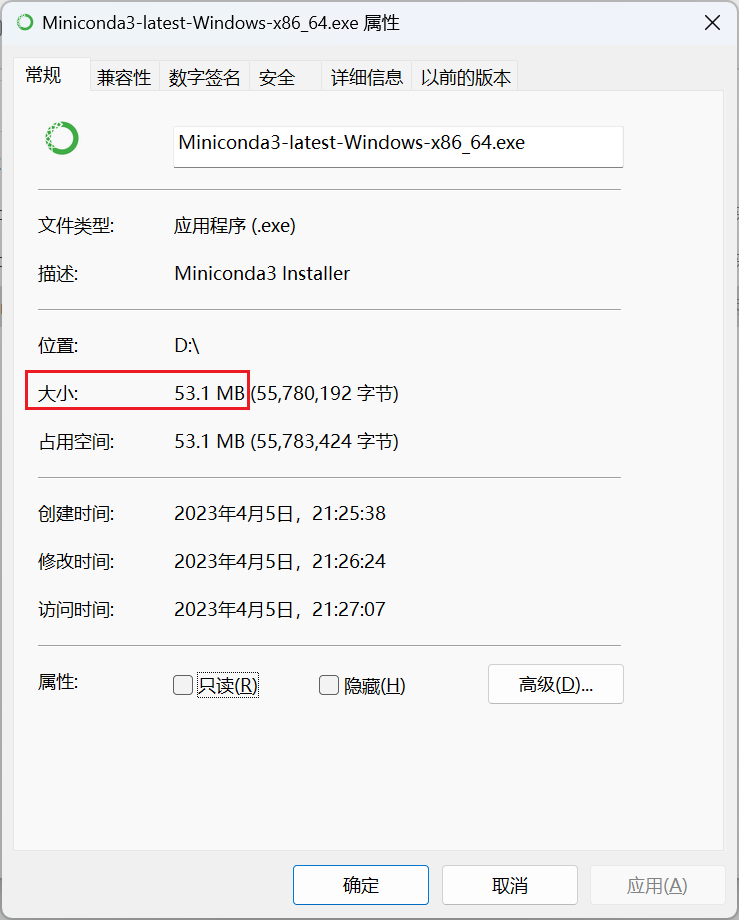 Miniconda3-latest-Windows-x86_64.exe 属性
常规 兼容性 数字签名 安全 详细信息 以前的版本
Miniconda3-latest-Windows-x86_64.exe
文件类型: 应用程序 (.exe)
描述: Miniconda3 Installer
位置: D:\
大小: 53.1 MB (55,780,192 字节)
占用空间: 53.1 MB (55,783,424 字节)
创建时间: 2023年4月5日，21:25:38
修改时间: 2023年4月5日，21:26:24
访问时间: 2023年4月5日，21:27:07
属性: 只读(R) 隐藏(H) 高级(D)...
确定 取消 应用(A)